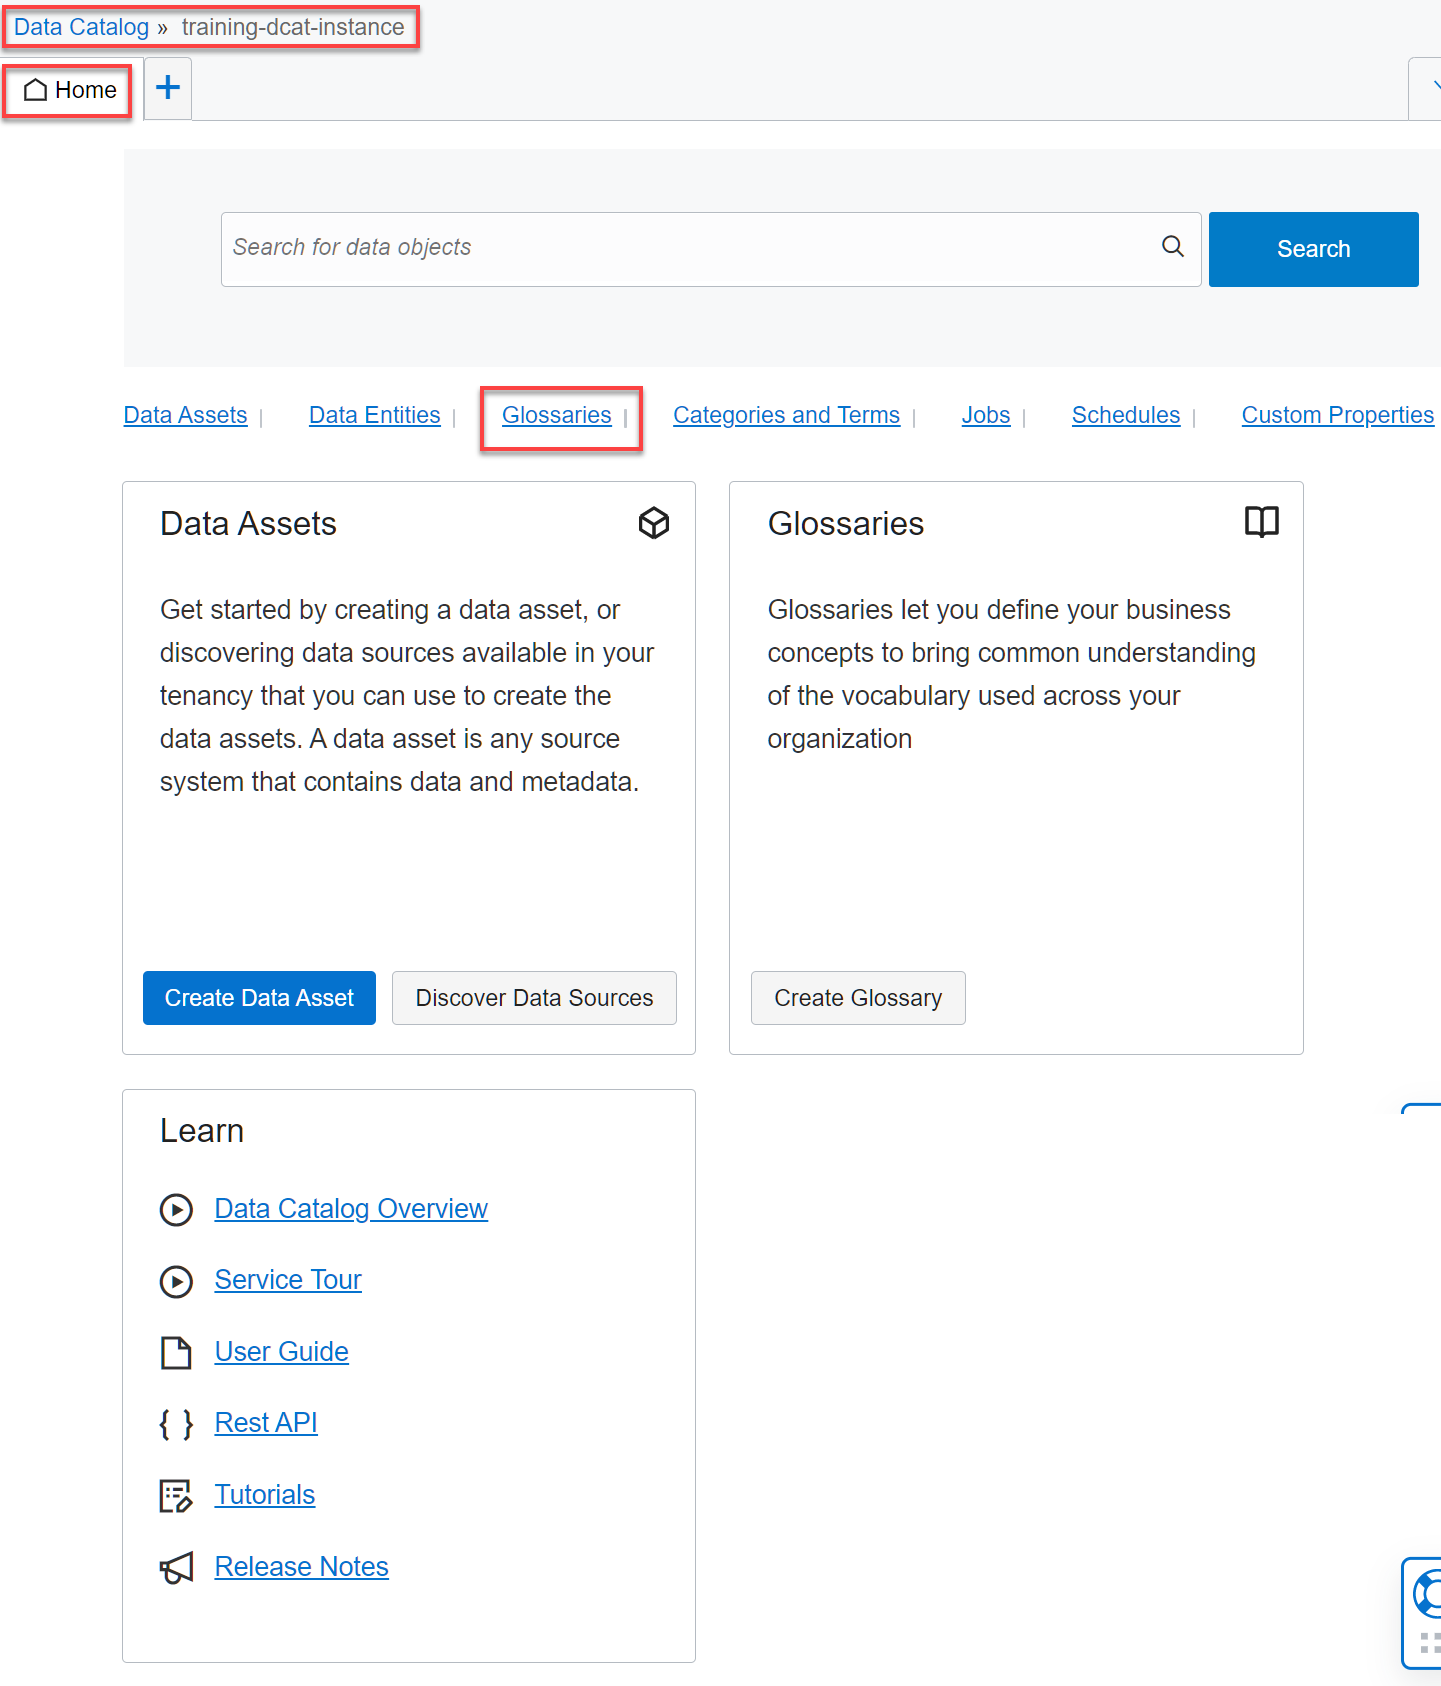 Data Catalog » training-dcat-instance
Home +
Search for data objects Search
Data Assets | Data Entities | Glossaries | Categories and Terms | Jobs | Schedules | Custom Properties
Data Assets
Get started by creating a data asset, or
discovering data sources available in your
tenancy that you can use to create the
data assets. A data asset is any source
system that contains data and metadata.
Create Data Asset Discover Data Sources
Glossaries
Glossaries let you define your business
concepts to bring common understanding
of the vocabulary used across your
organization
Create Glossary
Learn
Data Catalog Overview
Service Tour
User Guide
{ } Rest API
Tutorials
Release Notes